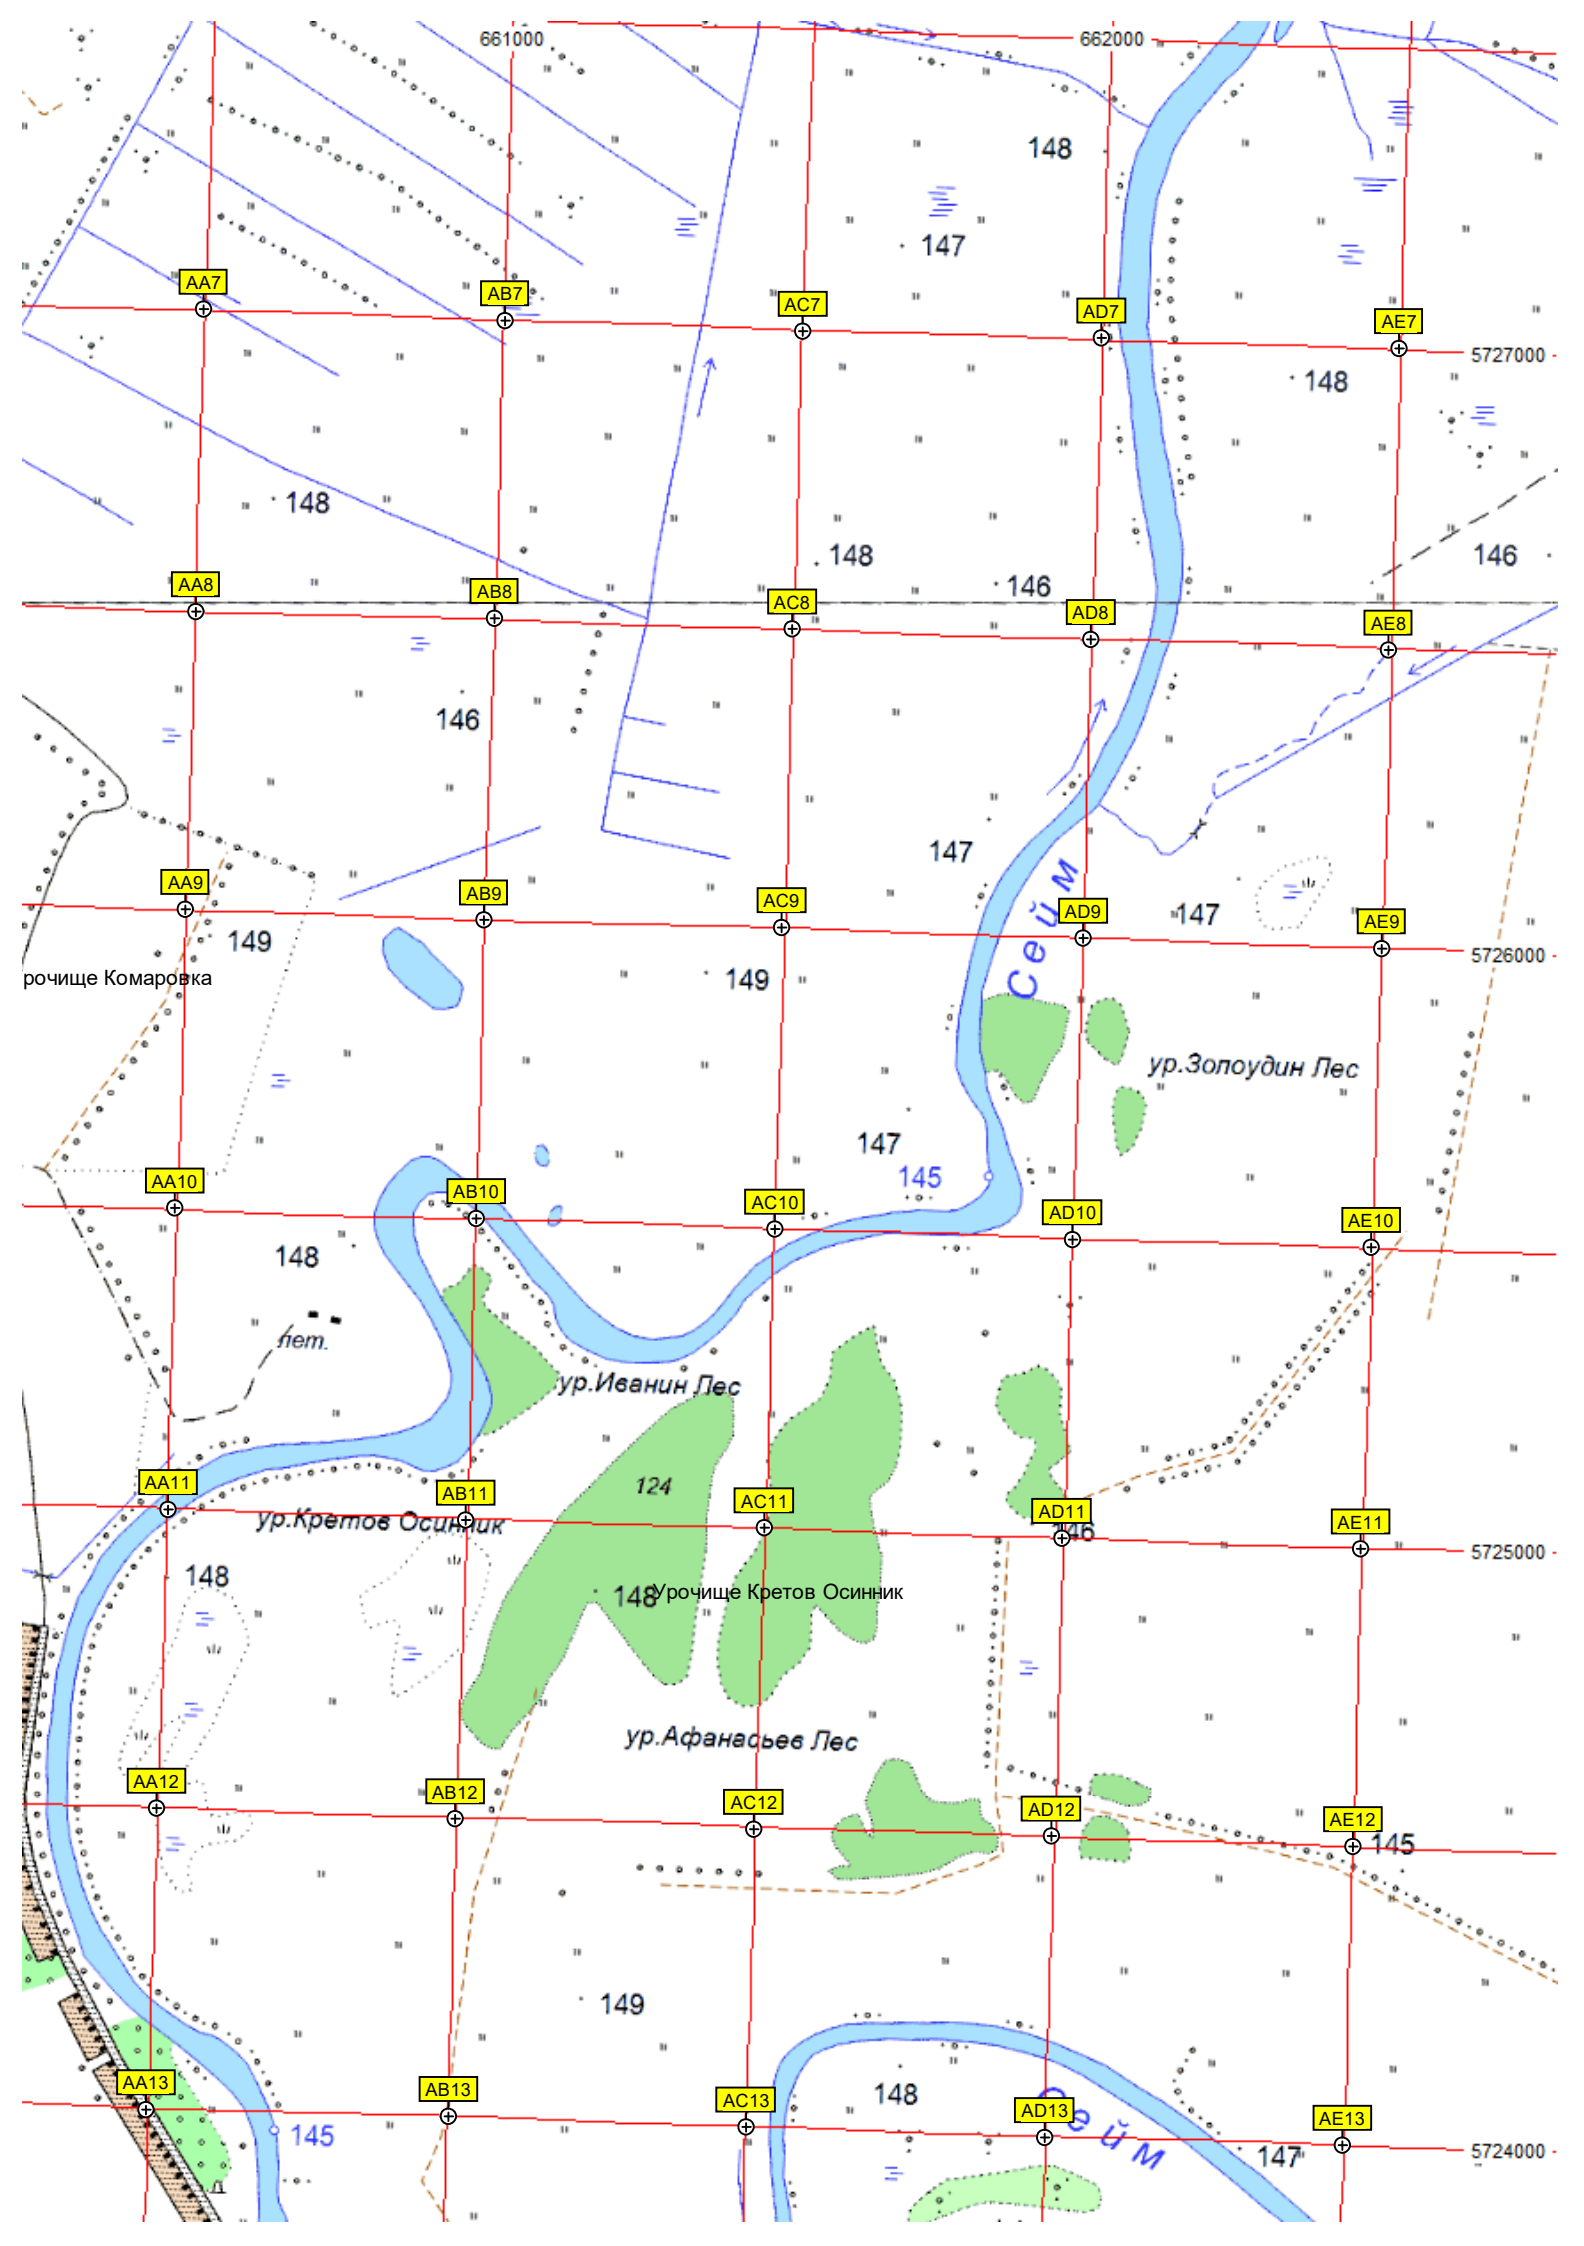 661000 662000
148
147
AA7 AB7 AC7 AD7 AE7
5727000
148
148
148 146 146
AA8 AB8 AC8 AD8 AE8
146
147
AA9 AB9 AC9 AD9 AE9
149 147
Сейм
5726000
рочище Комаровка 149
ур.Золоудин Лес
147
145
AA10 AB10 AC10 AD10 AE10
148
лет.
ур.Иванин Лес
124
AA11 AB11 AC11 AD11 AE11
ур.Кретов Осинник 146
5725000
148
148 Урочище Кретов Осинник
ур.Афанасьев Лес
AA12 AB12 AC12 AD12 AE12
145
149
AA13 AB13 AC13 AD13 AE13
148
Сейм
145 147 5724000